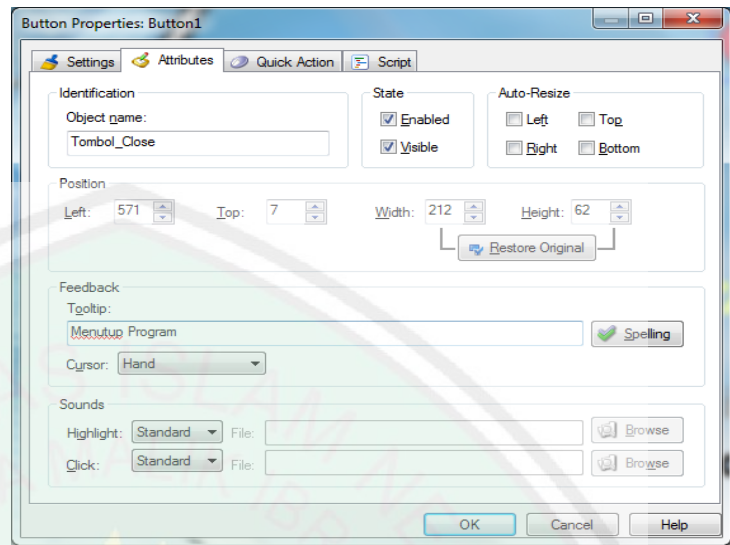 Button Properties: Button1
Settings Attributes Quick Action Script
Identification State Auto-Resize
Object name: Enabled Left Top
Tombol_Close Visible Right Bottom
Position
Left: 571 Top: 7 Width: 212 Height: 62
Restore Original
Feedback
Tooltip:
Menutup Program Spelling
Cursor: Hand
Sounds
Highlight: Standard File: Browse
Click: Standard File: Browse
OK Cancel Help